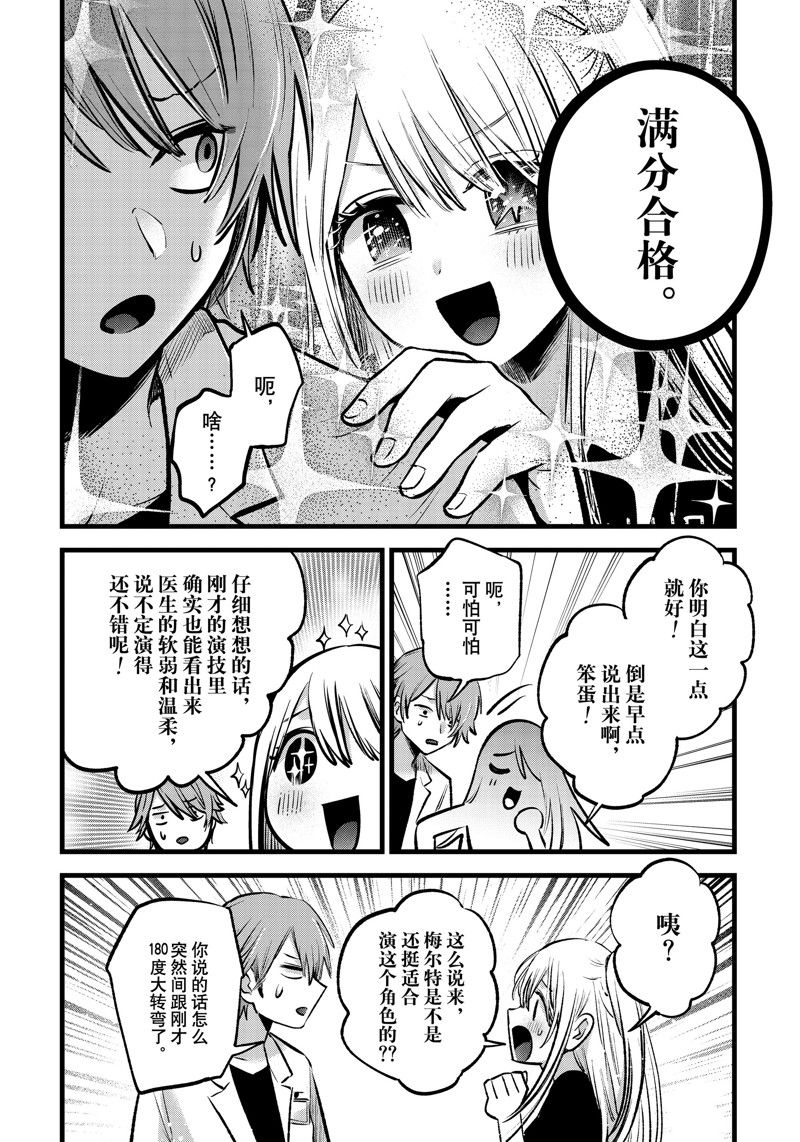 满分合格。
呃，
啥……？
你明白这一点
就好！
倒是早点
说出来啊，
笨蛋！
呃，
可怕可怕
……
仔细想想的话，
刚才的演技里
确实也能看出来
医生的软弱和温柔，
说不定演得
还不错呢！
咦？
这么说来，
梅尔特是不是
还挺适合
演这个角色的？？
你说的话怎么
突然间跟刚才
180度大转弯了。